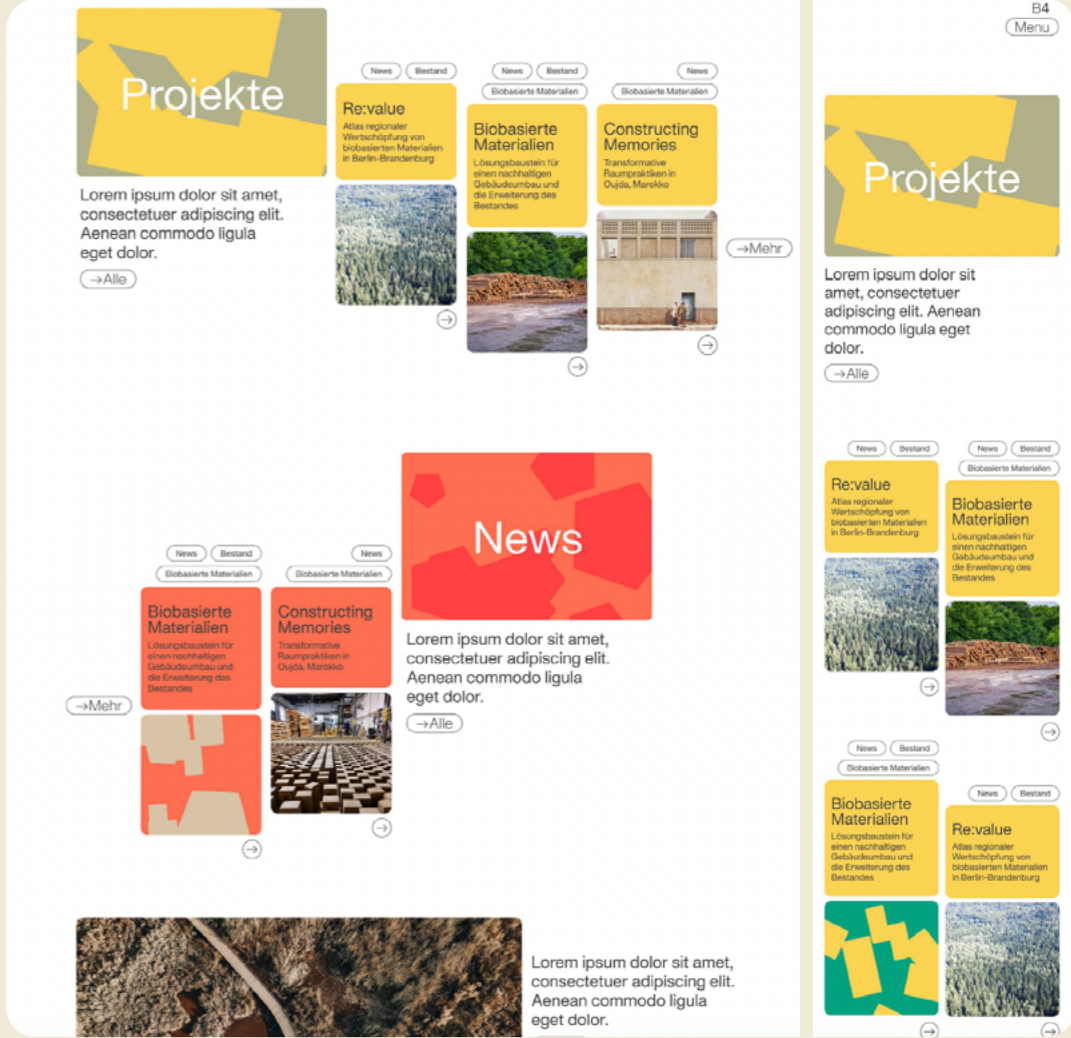 Projekte
Lorem ipsum dolor sit amet,
consectetuer adipiscing elit.
Aenean commodo ligula
eget dolor.
→Alle
News
Bestand
Re:value
Atlas regionaler
Wertschöpfung von
biobasierten Materialien
in Berlin-Brandenburg
→
News
Bestand
Biobasierte Materialien
Biobasierte
Materialien
Lösungsbaustein für
einen nachhaltigen
Gebäudeumbau und
die Erweiterung des
Bestandes
→
News
Biobasierte Materialien
Constructing
Memories
Transformative
Raumpraktiken in
Oujda, Marokko
→
→Mehr
→Mehr
News
Bestand
Biobasierte Materialien
Biobasierte
Materialien
Lösungsbaustein für
einen nachhaltigen
Gebäudeumbau und
die Erweiterung des
Bestandes
→
News
Biobasierte Materialien
Constructing
Memories
Transformative
Raumpraktiken in
Oujda, Marokko
→
News
Lorem ipsum dolor sit amet,
consectetuer adipiscing elit.
Aenean commodo ligula
eget dolor.
→Alle
Lorem ipsum dolor sit amet,
consectetuer adipiscing elit.
Aenean commodo ligula
eget dolor.
B4
Menu
Projekte
Lorem ipsum dolor sit
amet, consectetuer
adipiscing elit. Aenean
commodo ligula eget
dolor.
→Alle
News
Bestand
Re:value
Atlas regionaler
Wertschöpfung von
biobasierten Materialien
in Berlin-Brandenburg
→
News
Bestand
Biobasierte Materialien
Biobasierte
Materialien
Lösungsbaustein für
einen nachhaltigen
Gebäudeumbau und
die Erweiterung des
Bestandes
→
News
Bestand
Biobasierte Materialien
Biobasierte
Materialien
Lösungsbaustein für
einen nachhaltigen
Gebäudeumbau und
die Erweiterung des
Bestandes
→
News
Bestand
Re:value
Atlas regionaler
Wertschöpfung von
biobasierten Materialien
in Berlin-Brandenburg
→